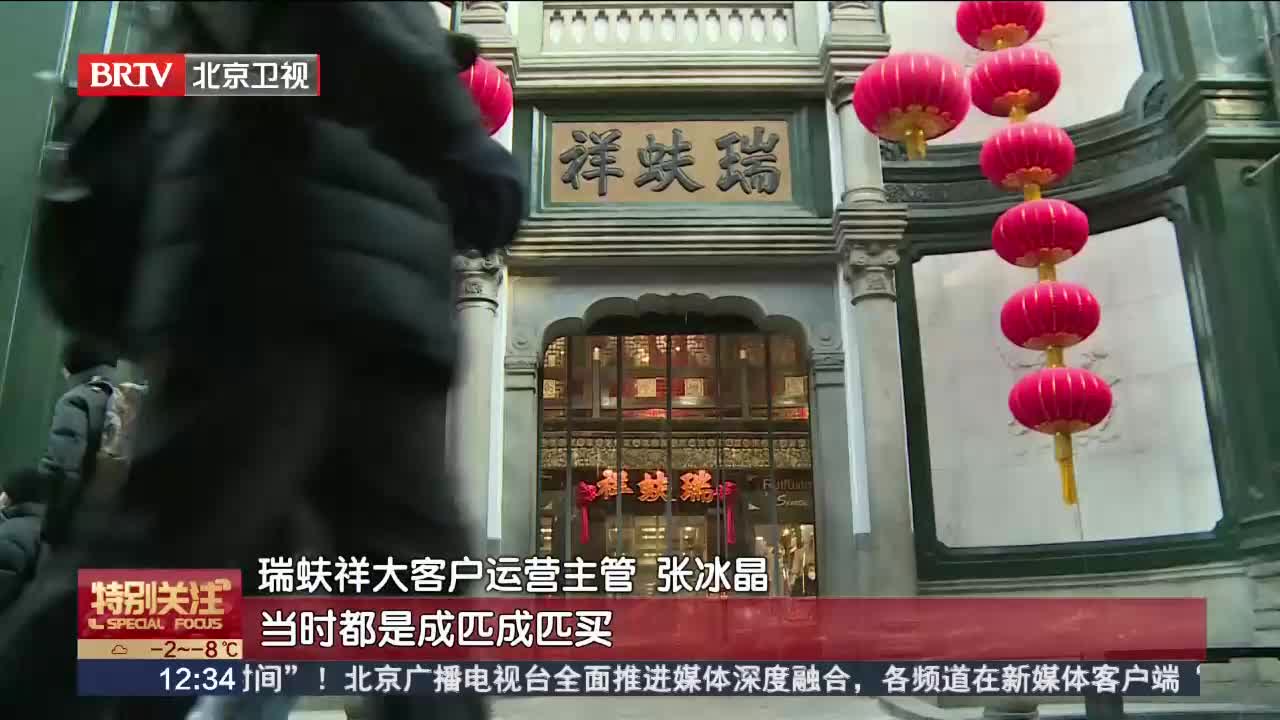 BRTV 北京卫视
瑞蚨祥
瑞蚨祥
瑞蚨祥大客户运营主管 张冰晶
特别关注
SPECIAL FOCUS
当时都是成匹成匹买
-2~-8℃
12:34 时间”！北京广播电视台全面推进媒体深度融合，各频道在新媒体客户端“